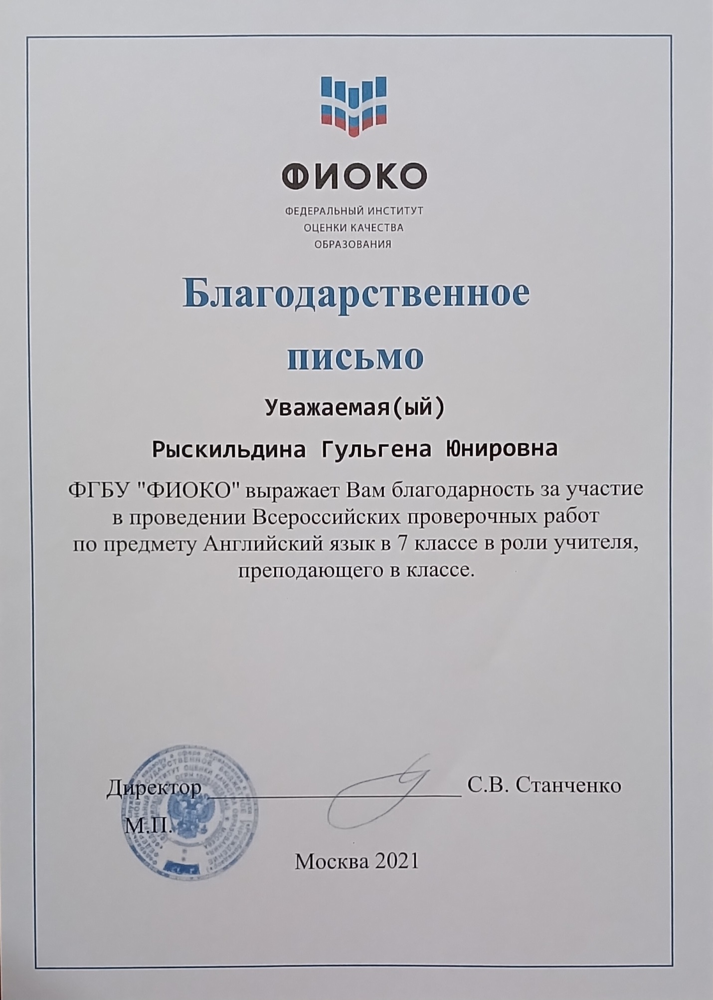 ФИОКО
ФЕДЕРАЛЬНЫЙ ИНСТИТУТ
ОЦЕНКИ КАЧЕСТВА
ОБРАЗОВАНИЯ
Благодарственное
письмо
Уважаемая(ый)
Рыскильдина Гульгена Юнировна
ФГБУ "ФИОКО" выражает Вам благодарность за участие
в проведении Всероссийских проверочных работ
по предмету Английский язык в 7 классе в роли учителя,
преподающего в классе.
Директор С.В. Станченко
М.П.
Москва 2021